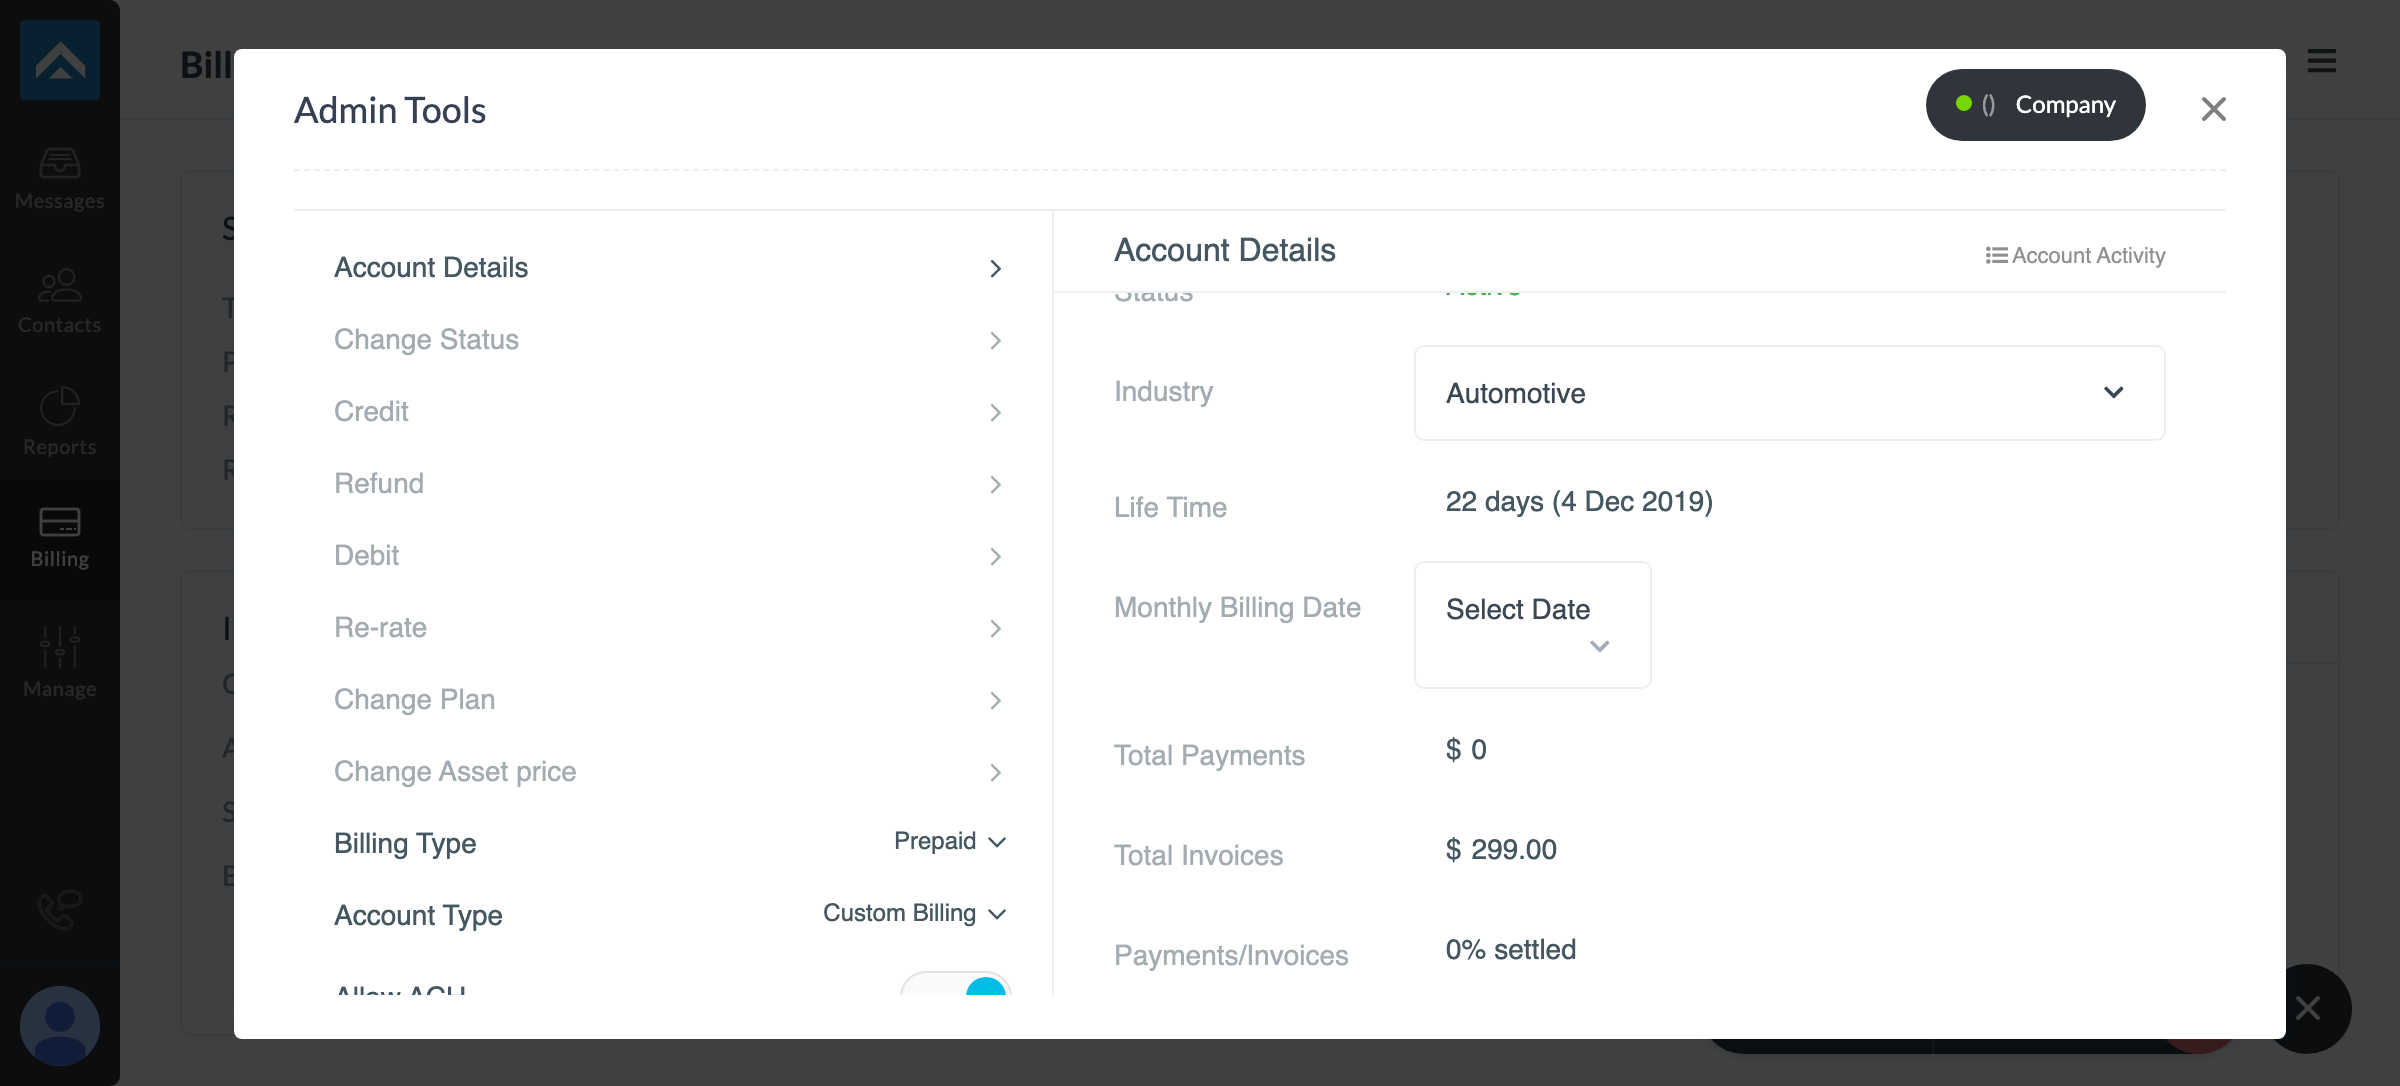 Bill
Messages
Contacts
Reports
Billing
Manage
Admin Tools
() Company
Account Details
Change Status
Credit
Refund
Debit
Re-rate
Change Plan
Change Asset price
Billing Type Prepaid
Account Type Custom Billing
Allow ACH
Account Details
Account Activity
Status Active
Industry Automotive
Life Time 22 days (4 Dec 2019)
Monthly Billing Date Select Date
Total Payments $ 0
Total Invoices $ 299.00
Payments/Invoices 0% settled